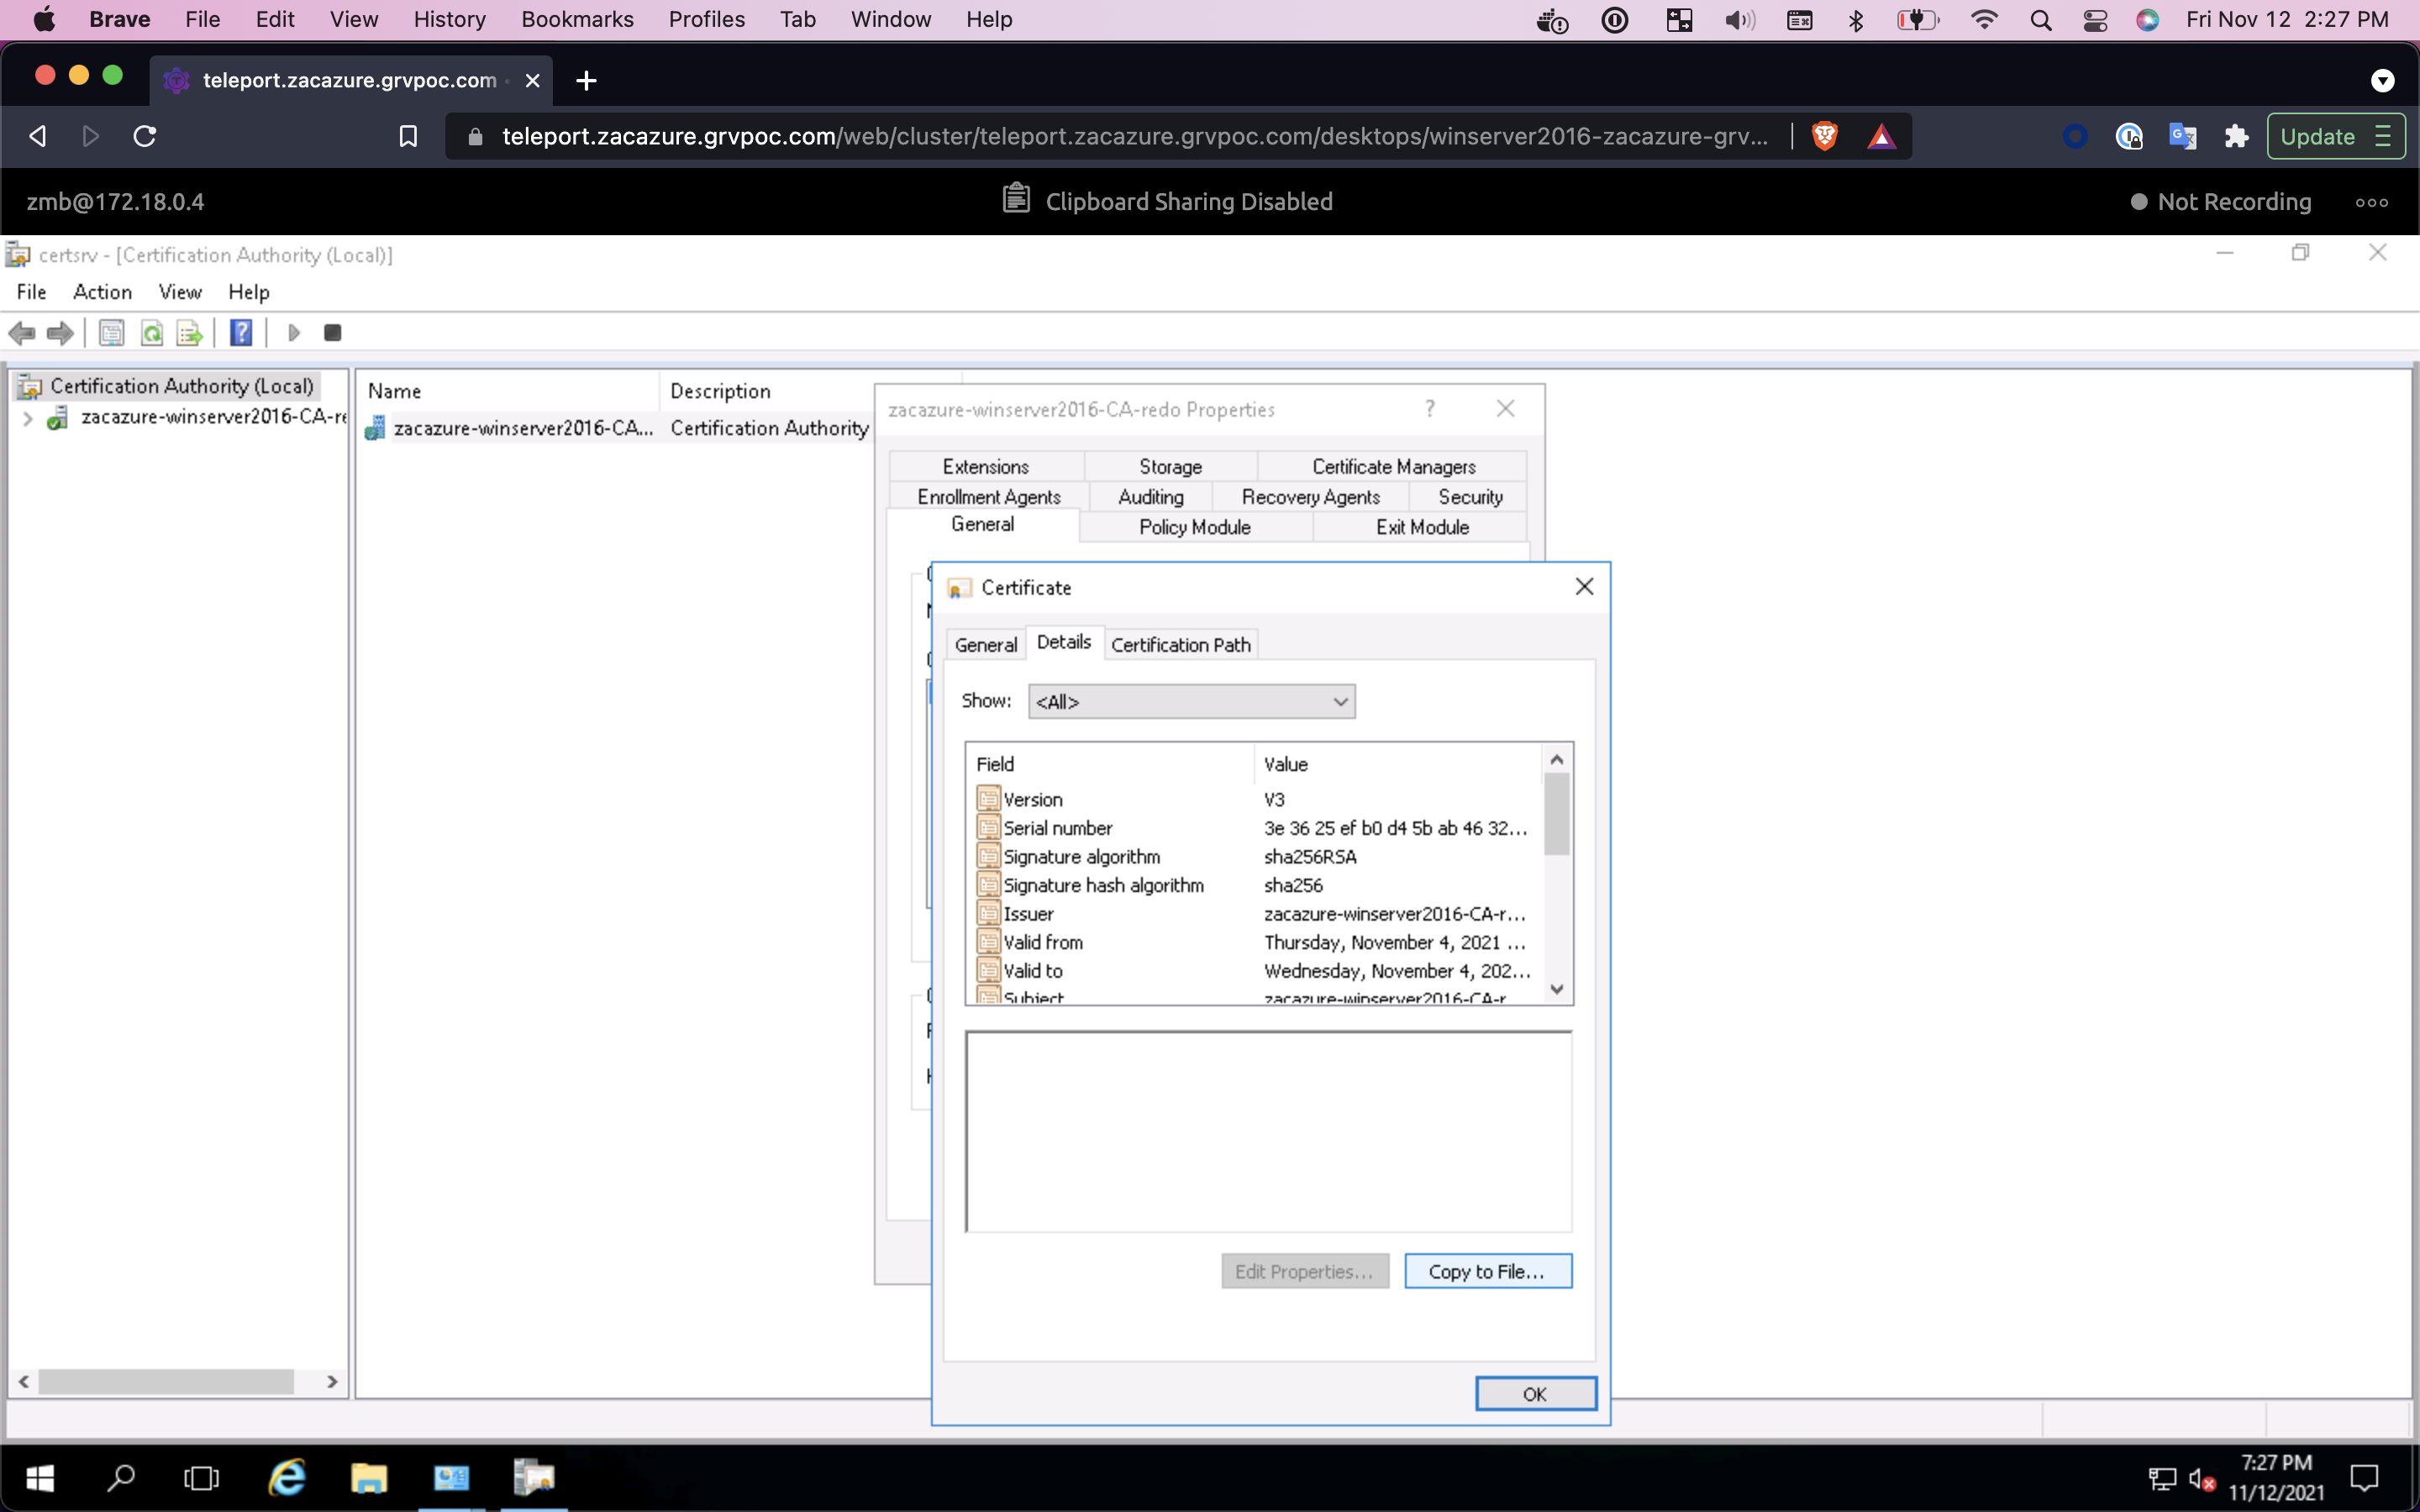 Brave File Edit View History Bookmarks Profiles Tab Window Help Fri Nov 12 2:27 PM
teleport.zacazure.grvpoc.com
teleport.zacazure.grvpoc.com/web/cluster/teleport.zacazure.grvpoc.com/desktops/winserver2016-zacazure-grv... Update
zmb@172.18.0.4 Clipboard Sharing Disabled Not Recording
certsrv - [Certification Authority (Local)]
File Action View Help
Certification Authority (Local)
zacazure-winserver2016-CA-re
Name Description
zacazure-winserver2016-CA... Certification Authority
zacazure-winserver2016-CA-redo Properties ?
Extensions Storage Certificate Managers
Enrollment Agents Auditing Recovery Agents Security
General Policy Module Exit Module
Certificate
General Details Certification Path
Show: <All>
Field Value
Version V3
Serial number 3e 36 25 ef b0 d4 5b ab 46 32...
Signature algorithm sha256RSA
Signature hash algorithm sha256
Issuer zacazure-winserver2016-CA-r...
Valid from Thursday, November 4, 2021 ...
Valid to Wednesday, November 4, 202...
Subject zacazure-winserver2016-CA-r
Edit Properties... Copy to File...
OK
7:27 PM
11/12/2021